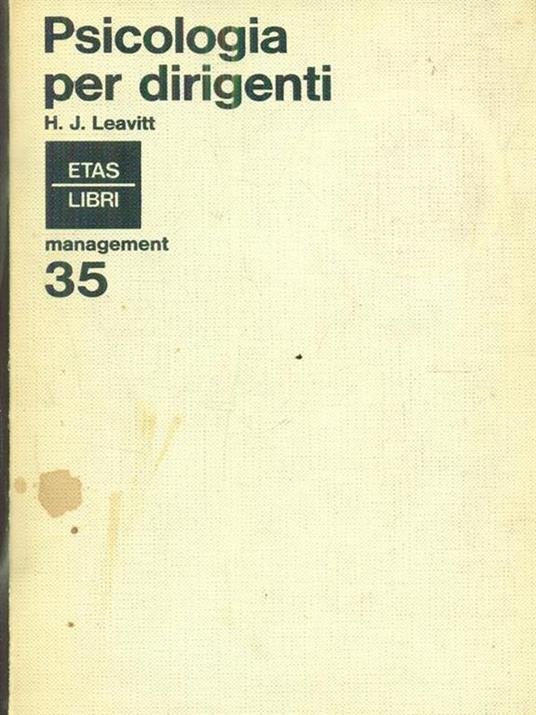 Psicologia
per dirigenti
H. J. Leavitt
ETAS
LIBRI
management
35